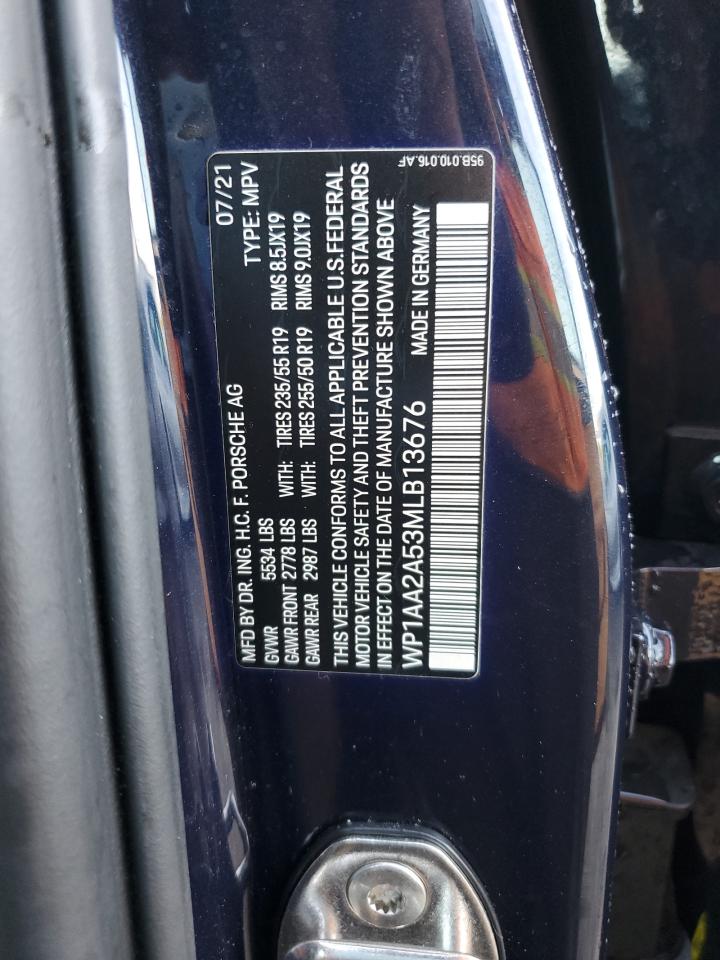 MFD BY DR. ING. H.C. F. PORSCHE AG 07/21
GVWR 5534 LBS TYPE: MPV
GAWR FRONT 2778 LBS WITH: TIRES 235/55 R19 RIMS 8.5JX19
GAWR REAR 2987 LBS WITH: TIRES 255/50 R19 RIMS 9.0JX19
THIS VEHICLE CONFORMS TO ALL APPLICABLE U.S. FEDERAL
MOTOR VEHICLE SAFETY AND THEFT PREVENTION STANDARDS
IN EFFECT ON THE DATE OF MANUFACTURE SHOWN ABOVE
WP1AA2A53MLB13676 MADE IN GERMANY
95B.010.016.AF